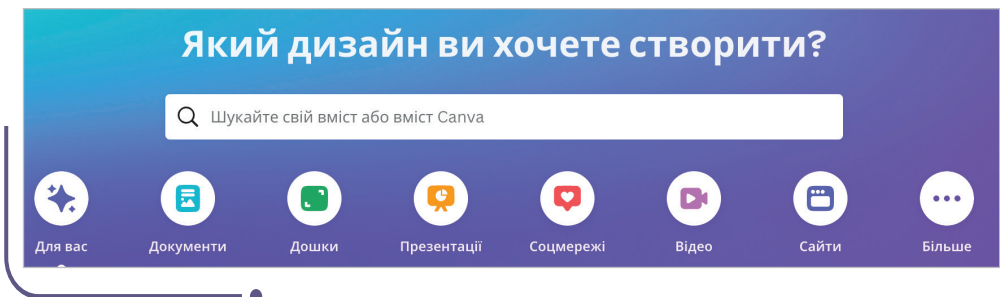 Який дизайн ви хочете створити?
Шукайте свій вміст або вміст Canva
Для вас Документи Дошки Презентації Соцмережі Відео Сайти Більше